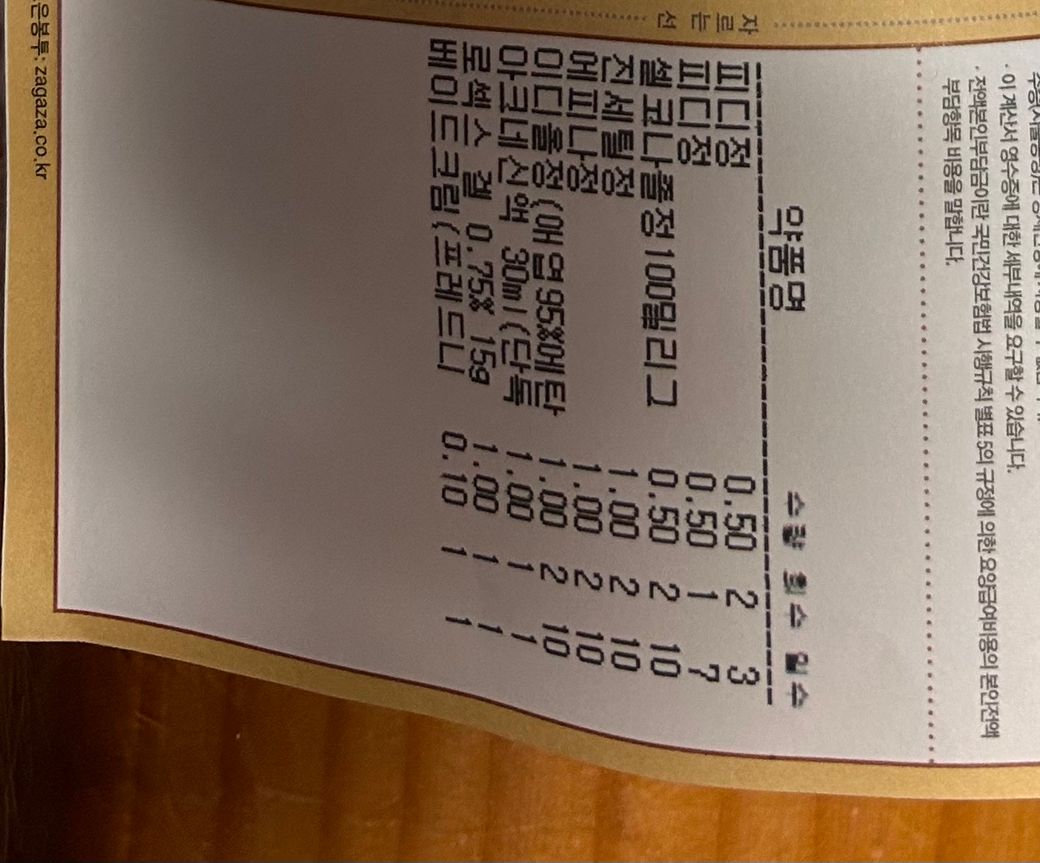 · 이 계산서 영수증에 대한 세부내역을 요구할 수 있습니다.
· 전액본인부담금이란 국민건강보험법 시행규칙 별표 5의 규정에 의한 요양급여비용의 본인전액
부담항목 비용을 말합니다.
약품명 수량 횟수 일수
피디정 0.50 2 3
피디정 0.50 1 7
쎌코나졸정100밀리그 0.50 2 10
진세틸정 1.00 2 10
에피나정 1.00 2 10
이디올정(애엽95%에탄 1.00 2 10
아크네신액 30ml(단독 1.00 1 1
로섹스 겔 0.75% 15g 1.00 1 1
베이드크림(프레드니 0.10 1 1
자르는 선
은봉투: zagaza.co.kr